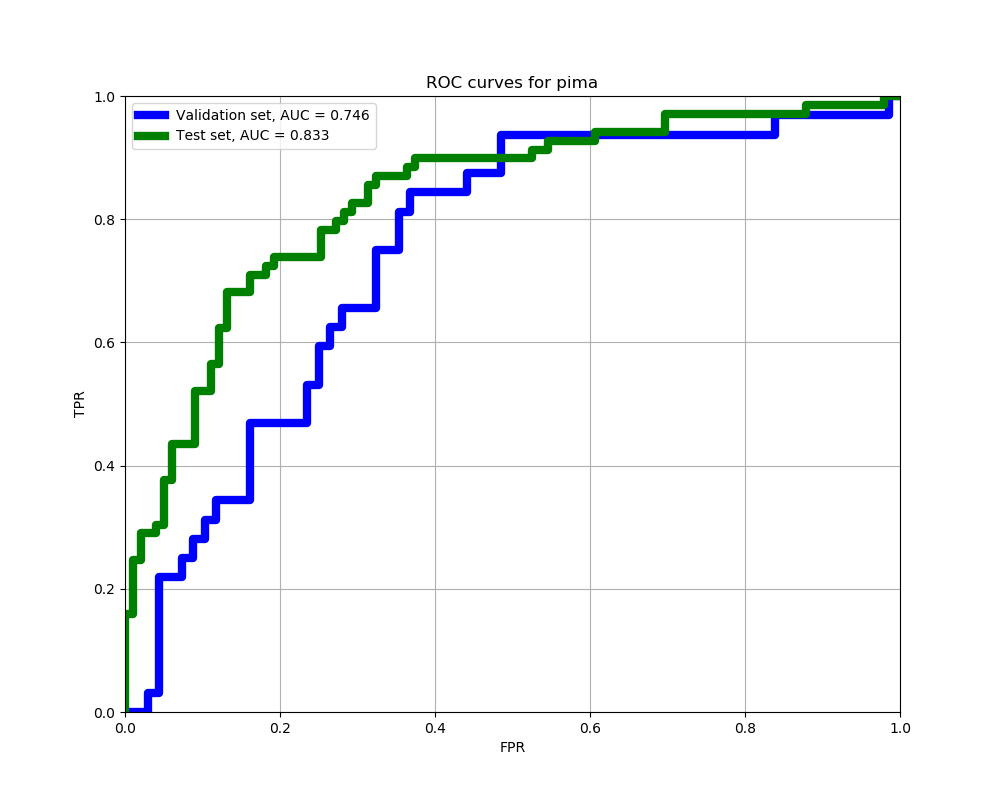 ROC curves for pima
Validation set, AUC = 0.746
Test set, AUC = 0.833
TPR
1.0
0.8
0.6
0.4
0.2
0.0
0.0 0.2 0.4 0.6 0.8 1.0
FPR